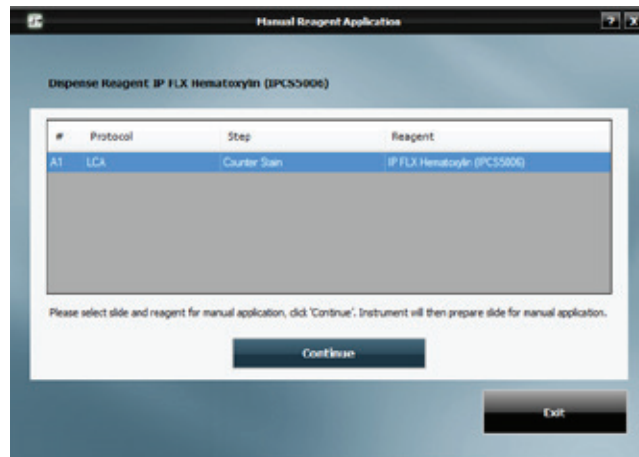 Manual Reagent Application
? X
Dispense Reagent IP FLX Hematoxylin (IPCS5006)
# Protocol Step Reagent
A1 LCA Counter Stain IP FLX Hematoxylin (IPCS5006)
Please select slide and reagent for manual application, click 'Continue'. Instrument will then prepare slide for manual application.
Continue
Exit